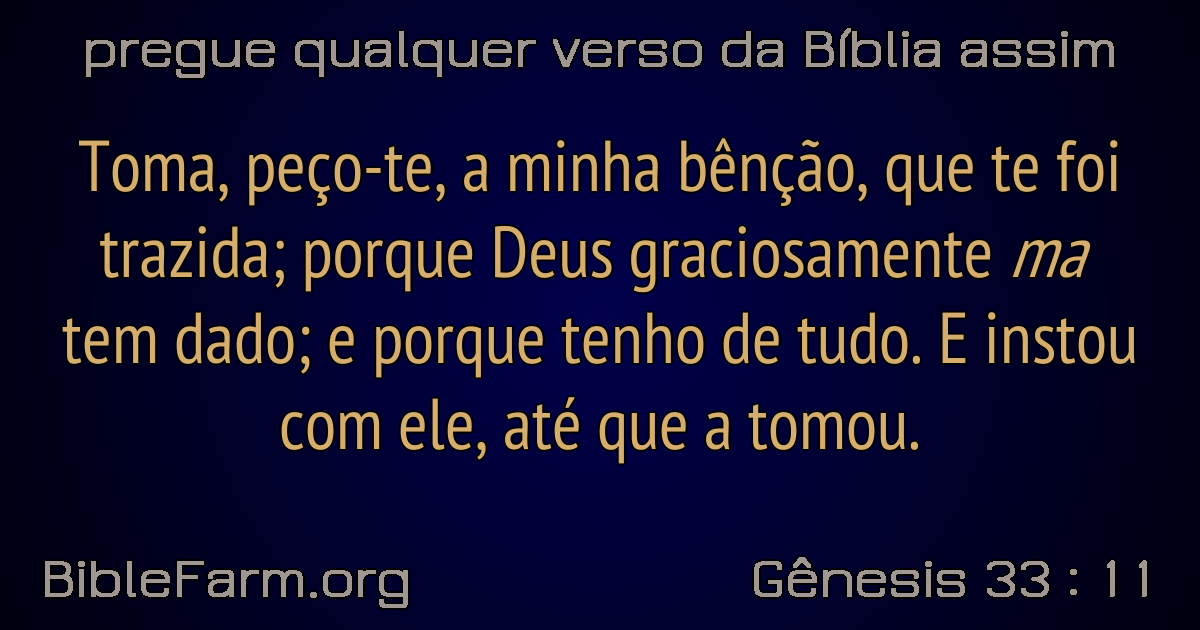 pregue qualquer verso da Bíblia assim
Toma, peço-te, a minha bênção, que te foi
trazida; porque Deus graciosamente ma
tem dado; e porque tenho de tudo. E instou
com ele, até que a tomou.
BibleFarm.org
Gênesis 33 : 11